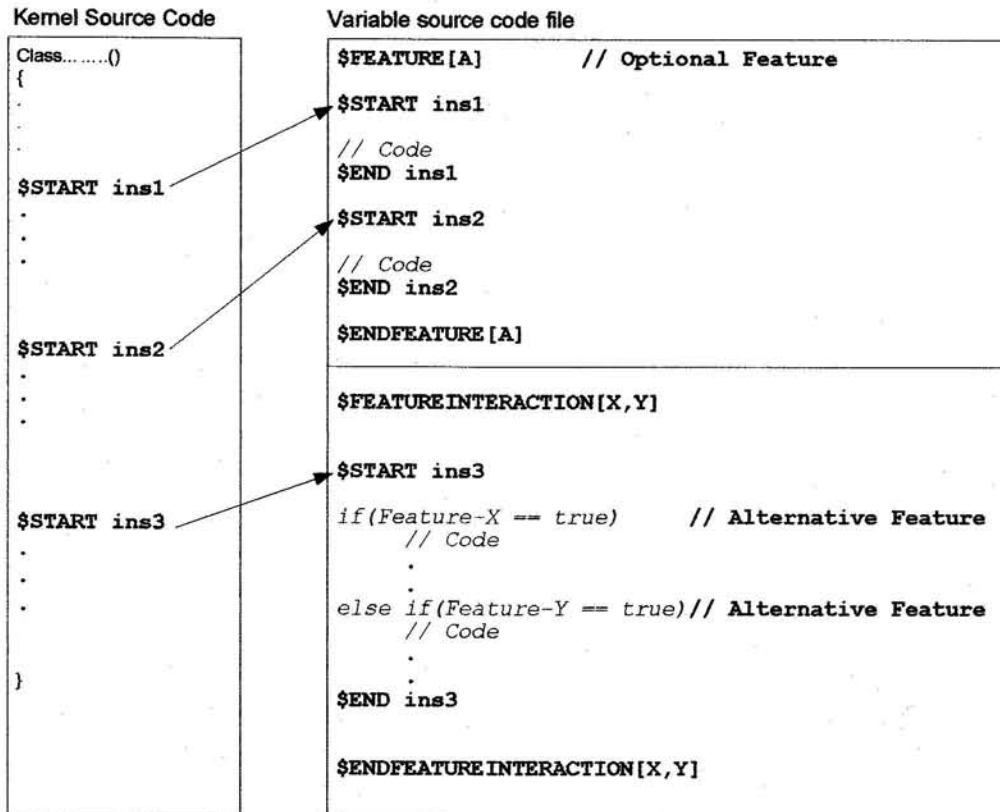 Kernel Source Code
Class... .....()
{
.
.
.
$START ins1
.
.
.
$START ins2
.
.
.
$START ins3
.
.
.
}
Variable source code file
$FEATURE[A] // Optional Feature
$START ins1
// Code
$END ins1
$START ins2
// Code
$END ins2
$ENDFEATURE[A]
$FEATUREINTERACTION[X,Y]
$START ins3
if(Feature-X == true) // Alternative Feature
// Code
.
.
else if(Feature-Y == true)// Alternative Feature
// Code
.
.
$END ins3
$ENDFEATUREINTERACTION[X,Y]